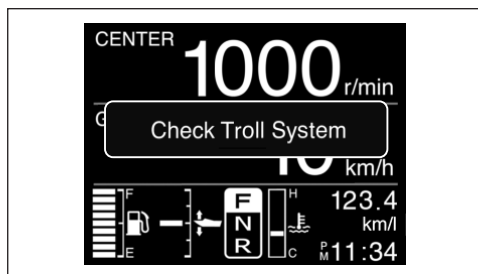 CENTER
1000 r/min
Check Troll System
km/h
F
E
F
N
R
H
C
123.4
km/l
PM 11:34